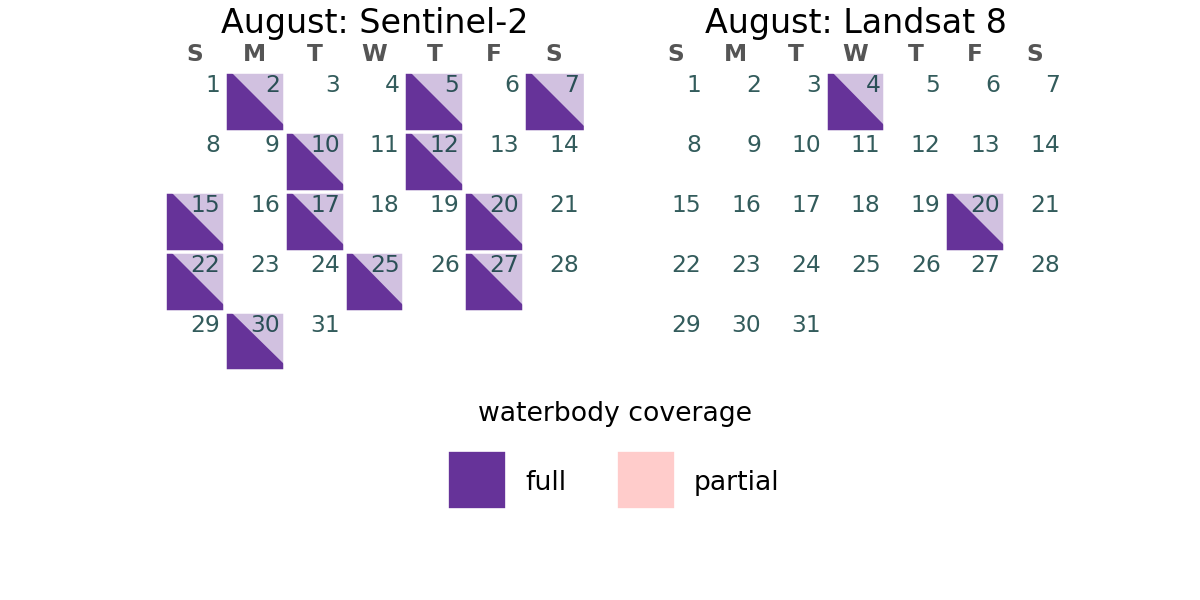 August: Sentinel-2
S M T W T F S
1 2 3 4 5 6 7
8 9 10 11 12 13 14
15 16 17 18 19 20 21
22 23 24 25 26 27 28
29 30 31
August: Landsat 8
S M T W T F S
1 2 3 4 5 6 7
8 9 10 11 12 13 14
15 16 17 18 19 20 21
22 23 24 25 26 27 28
29 30 31
waterbody coverage
full partial